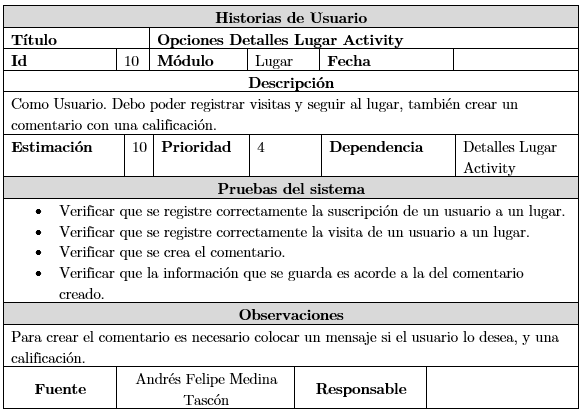 Historias de Usuario
Título Opciones Detalles Lugar Activity
Id 10 Módulo Lugar Fecha
Descripción
Como Usuario. Debo poder registrar visitas y seguir al lugar, también crear un
comentario con una calificación.
Estimación 10 Prioridad 4 Dependencia Detalles Lugar
Activity
Pruebas del sistema
• Verificar que se registre correctamente la suscripción de un usuario a un lugar.
• Verificar que se registre correctamente la visita de un usuario a un lugar.
• Verificar que se crea el comentario.
• Verificar que la información que se guarda es acorde a la del comentario
creado.
Observaciones
Para crear el comentario es necesario colocar un mensaje si el usuario lo desea, y una
calificación.
Fuente Andrés Felipe Medina
Tascón Responsable